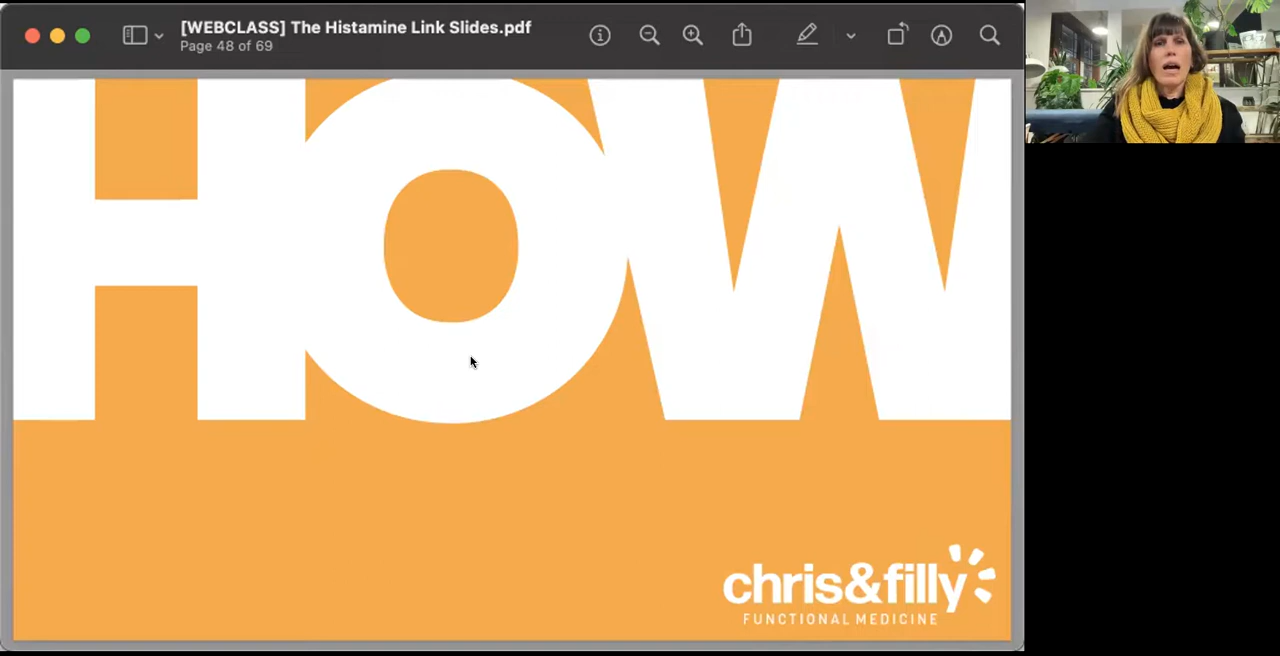 [WEBCLASS] The Histamine Link Slides.pdf
Page 48 of 69
HOW
chris&filly
FUNCTIONAL MEDICINE